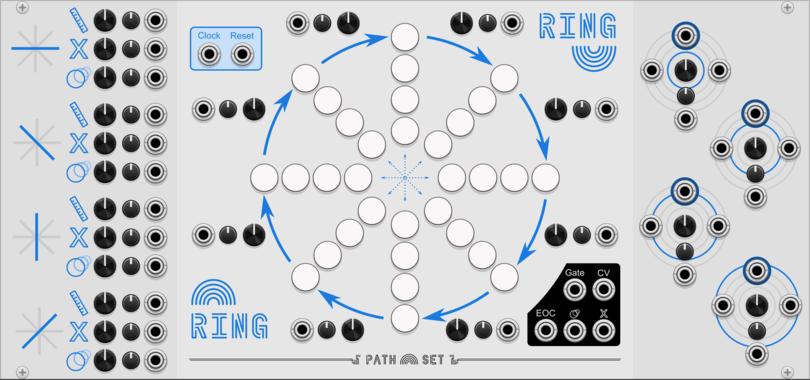 Clock Reset
RING
RING
Gate CV
EOC
PATH SET